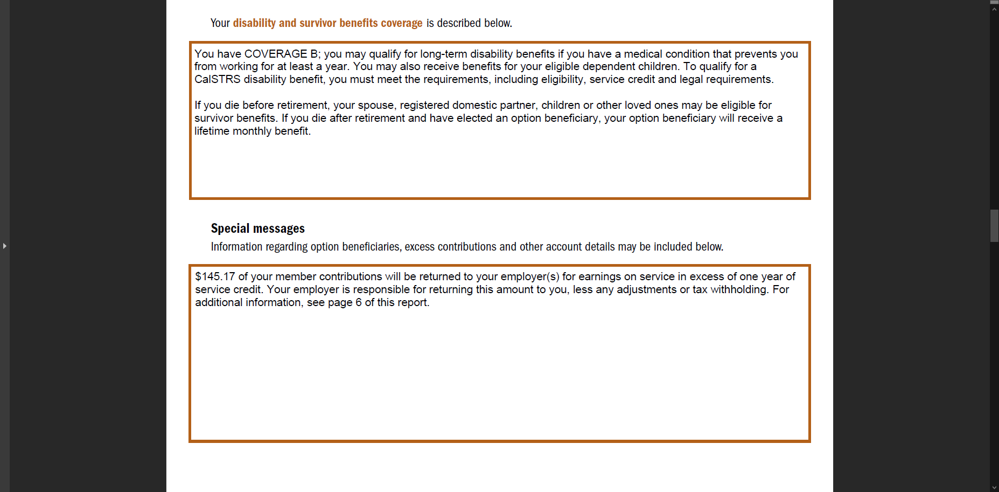 Your disability and survivor benefits coverage is described below.
You have COVERAGE B; you may qualify for long-term disability benefits if you have a medical condition that prevents you
from working for at least a year. You may also receive benefits for your eligible dependent children. To qualify for a
CalSTRS disability benefit, you must meet the requirements, including eligibility, service credit and legal requirements.
If you die before retirement, your spouse, registered domestic partner, children or other loved ones may be eligible for
survivor benefits. If you die after retirement and have elected an option beneficiary, your option beneficiary will receive a
lifetime monthly benefit.
Special messages
Information regarding option beneficiaries, excess contributions and other account details may be included below.
$145.17 of your member contributions will be returned to your employer(s) for earnings on service in excess of one year of
service credit. Your employer is responsible for returning this amount to you, less any adjustments or tax withholding. For
additional information, see page 6 of this report.